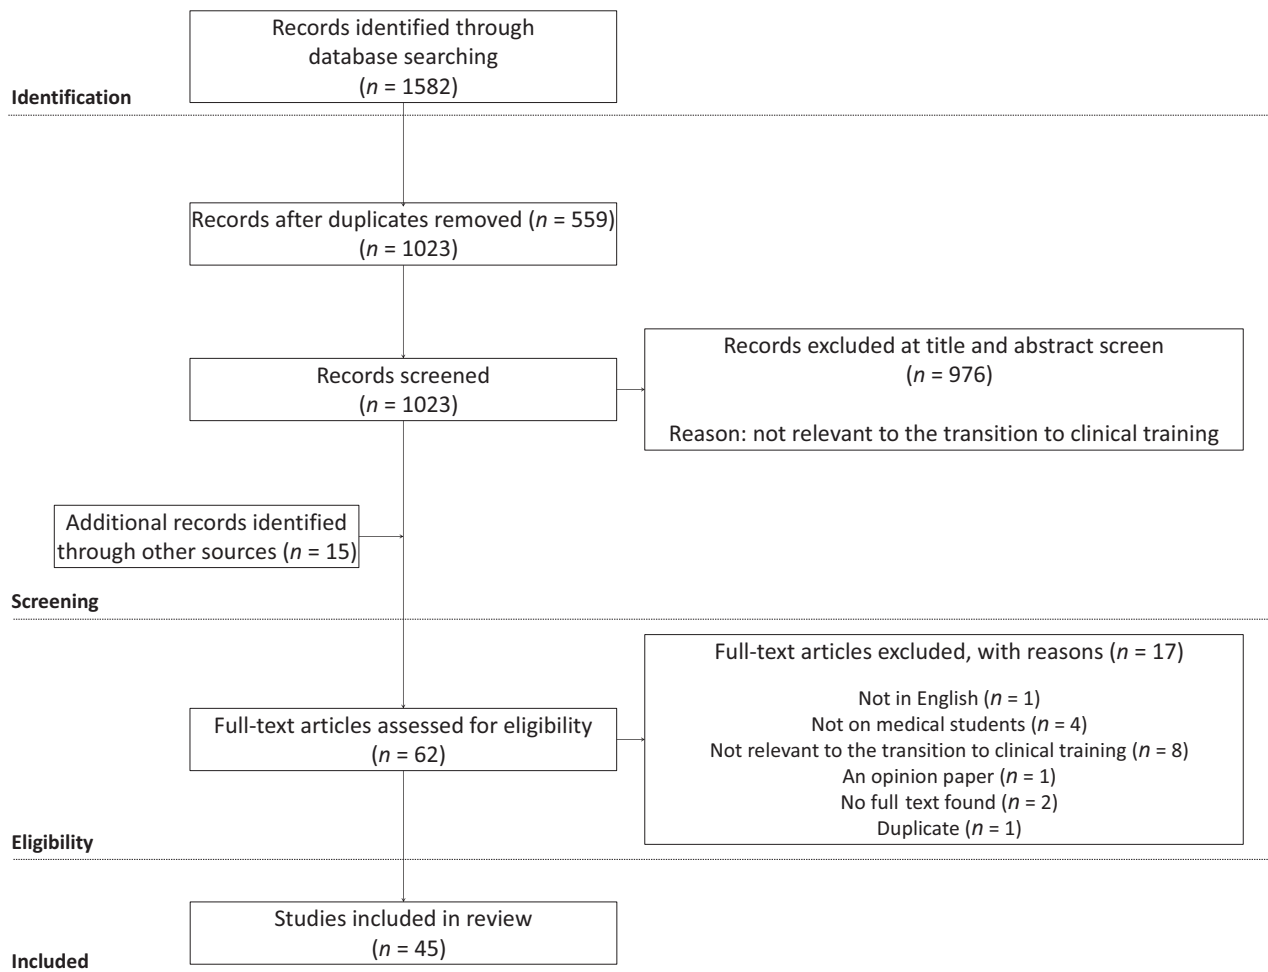 Records identified through
database searching
(n = 1582)
Identification
Records after duplicates removed (n = 559)
(n = 1023)
Records screened
(n = 1023)
Records excluded at title and abstract screen
(n = 976)
Reason: not relevant to the transition to clinical training
Additional records identified
through other sources (n = 15)
Screening
Full-text articles assessed for eligibility
(n = 62)
Full-text articles excluded, with reasons (n = 17)
Not in English (n = 1)
Not on medical students (n = 4)
Not relevant to the transition to clinical training (n = 8)
An opinion paper (n = 1)
No full text found (n = 2)
Duplicate (n = 1)
Eligibility
Studies included in review
(n = 45)
Included